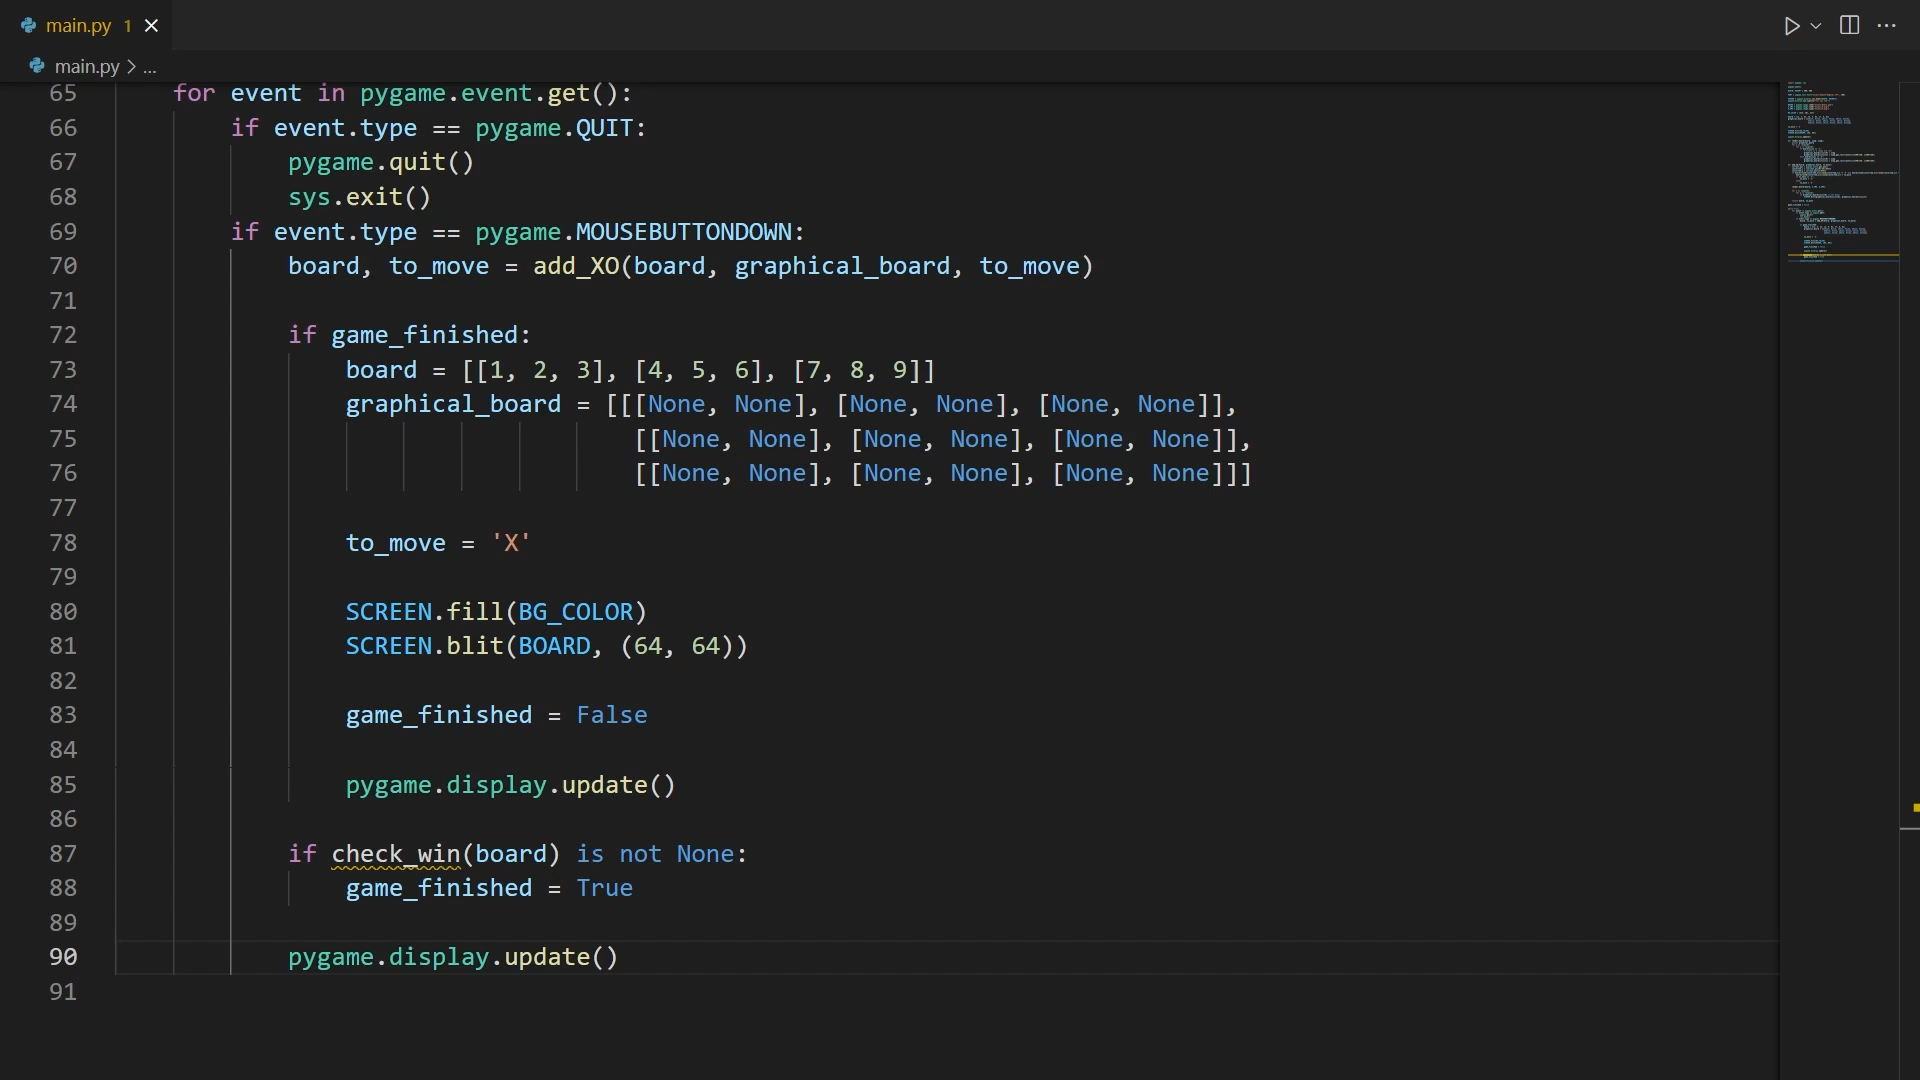 main.py 1
main.py > ...
65 for event in pygame.event.get():
66 if event.type == pygame.QUIT:
67 pygame.quit()
68 sys.exit()
69 if event.type == pygame.MOUSEBUTTONDOWN:
70 board, to_move = add_XO(board, graphical_board, to_move)
71
72 if game_finished:
73 board = [[1, 2, 3], [4, 5, 6], [7, 8, 9]]
74 graphical_board = [[[None, None], [None, None], [None, None]],
75 [[None, None], [None, None], [None, None]],
76 [[None, None], [None, None], [None, None]]]
77
78 to_move = 'X'
79
80 SCREEN.fill(BG_COLOR)
81 SCREEN.blit(BOARD, (64, 64))
82
83 game_finished = False
84
85 pygame.display.update()
86
87 if check_win(board) is not None:
88 game_finished = True
89
90 pygame.display.update()
91